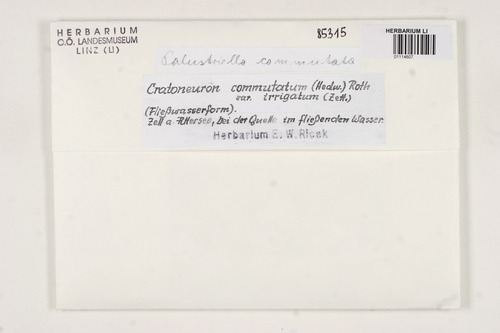 HERBARIUM
O.Ö. LANDESMUSEUM
LINZ (LI)
85315
HERBARIUM LI
01114607
Palustriella commutata
Cratoneuron commutatum (Hedw.) Roth
var. irrigatum (Zett.)
(Fließwasserform).
Zell a. Attersee, bei der Quelle im fließenden Wasser.
Herbarium E. W. Ricek